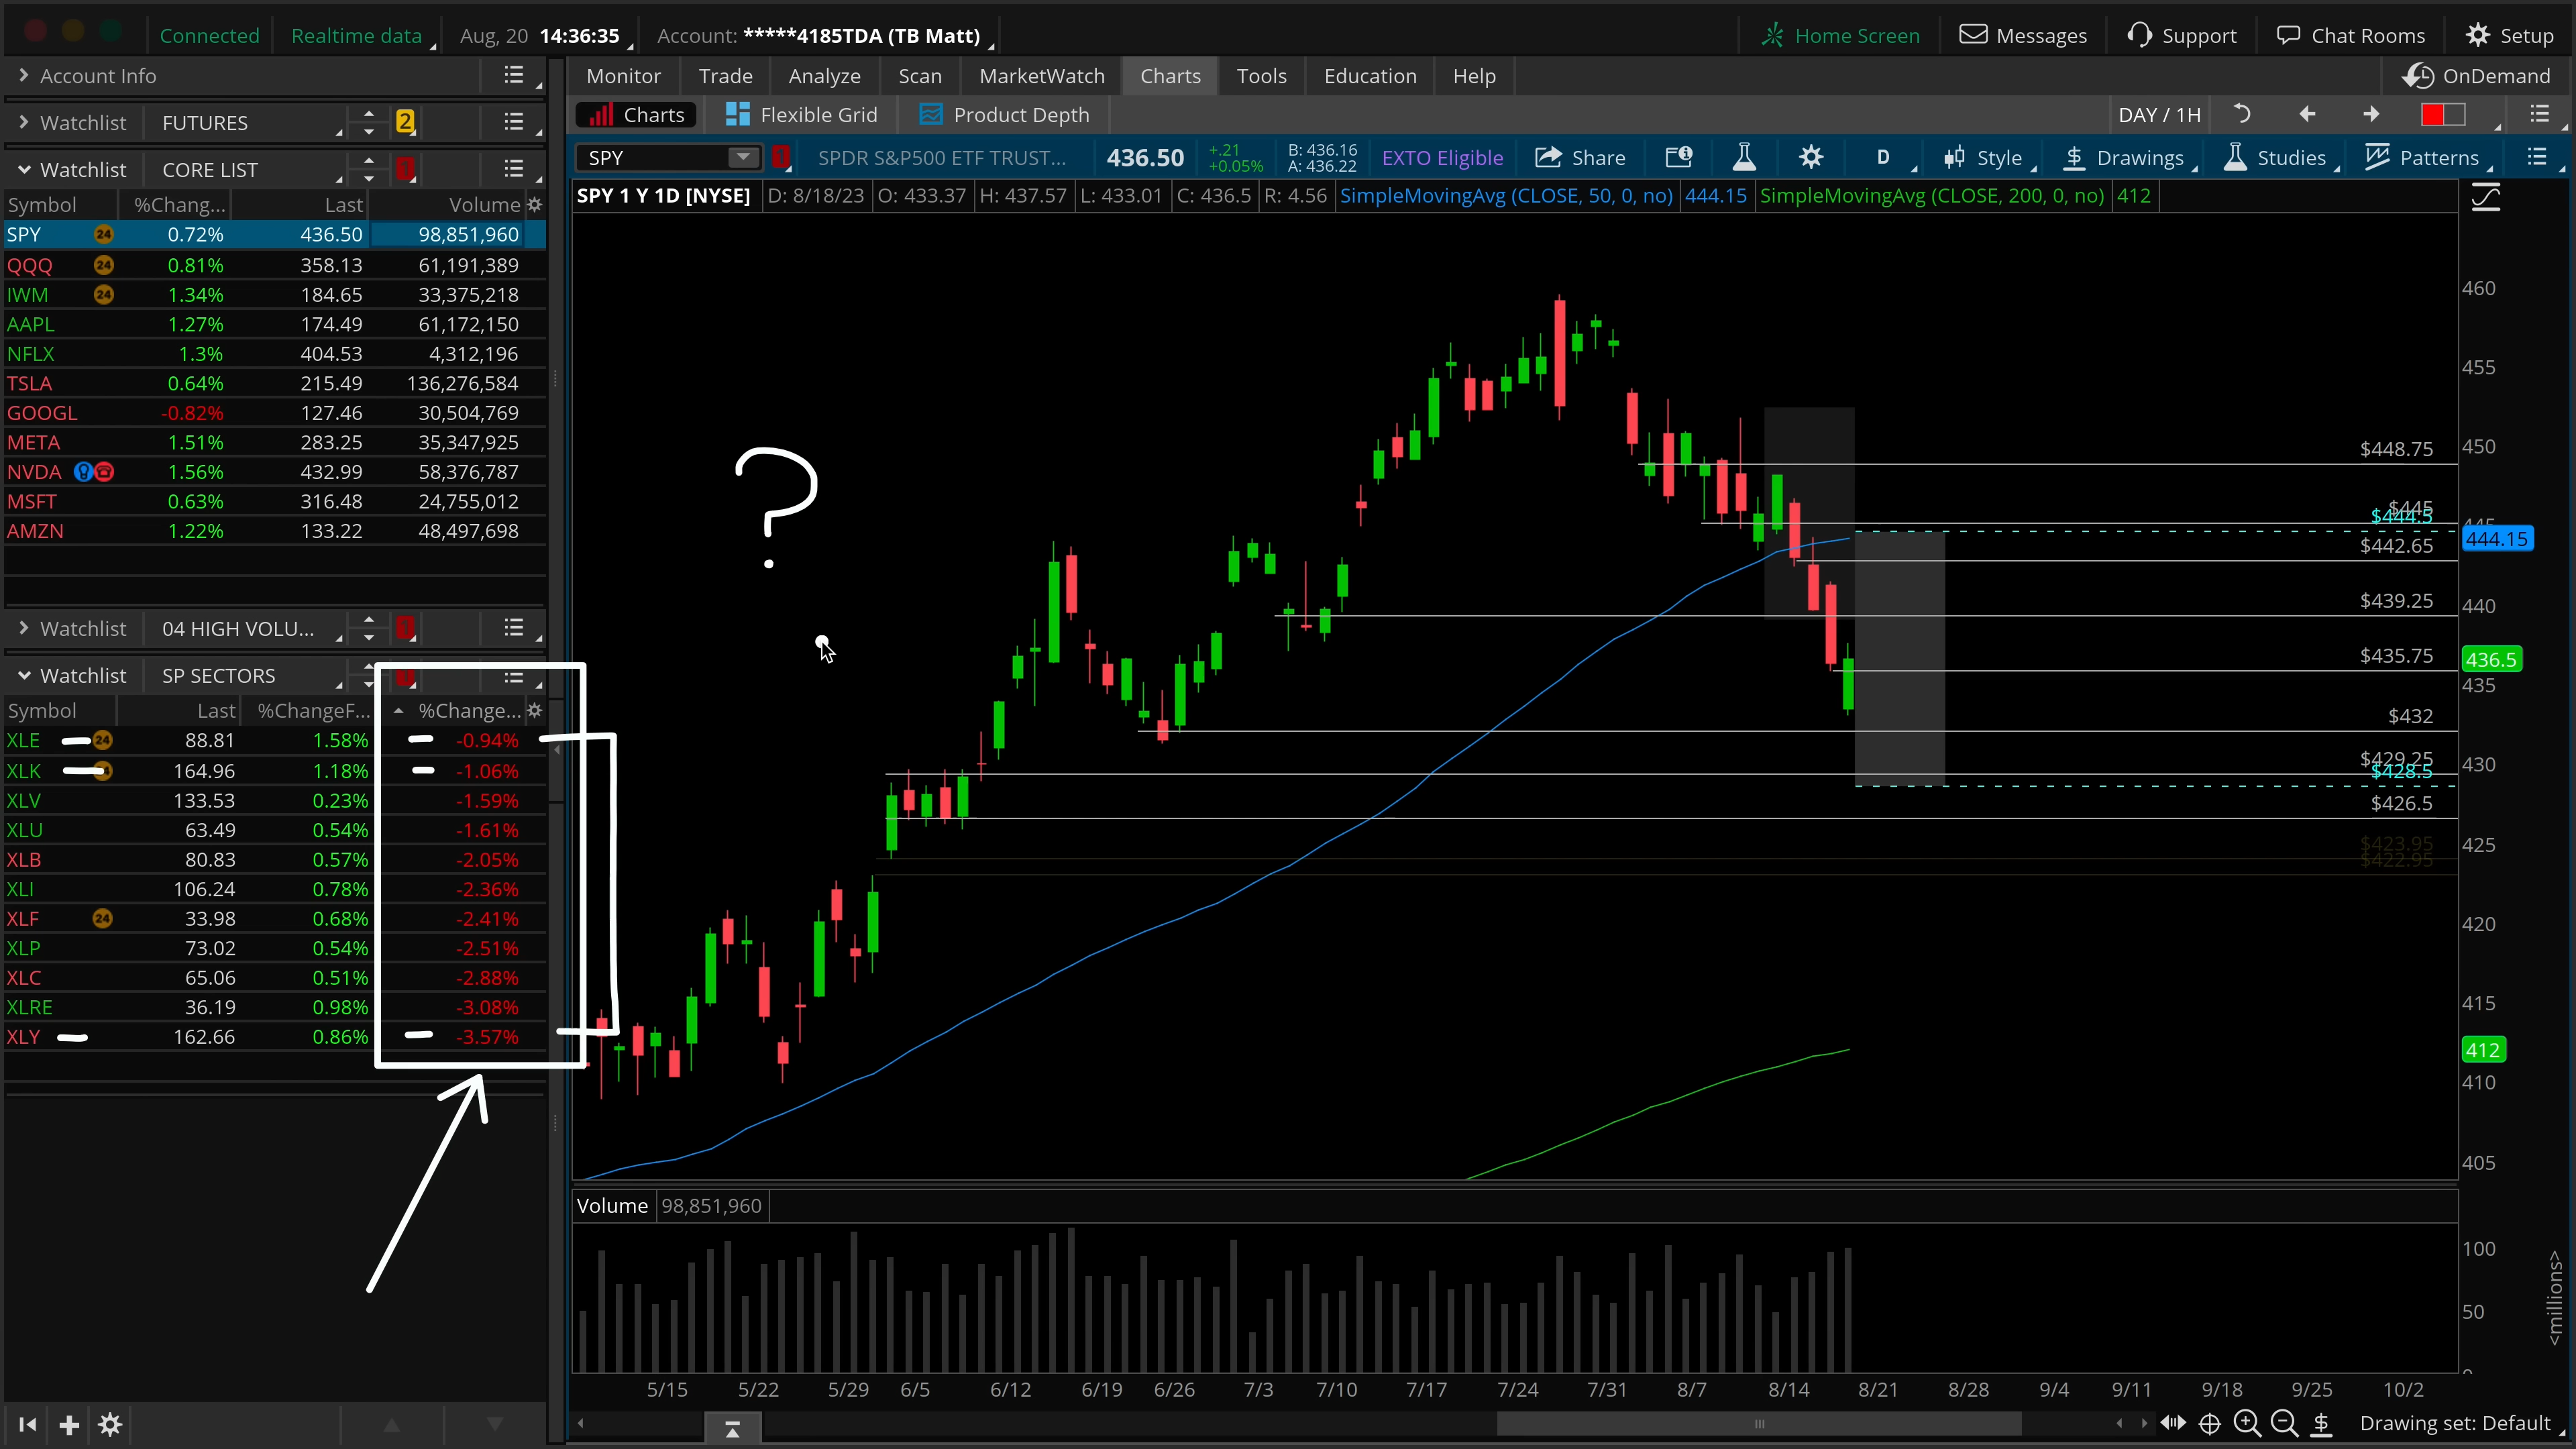 Connected Realtime data Aug, 20 14:36:35 Account: *****4185TDA (TB Matt) Home Screen Messages Support Chat Rooms Setup
Account Info Monitor Trade Analyze Scan MarketWatch Charts Tools Education Help OnDemand
Watchlist FUTURES 2 Charts Flexible Grid Product Depth DAY / 1H
Watchlist CORE LIST 1 SPY 1 SPDR S&P500 ETF TRUST... 436.50 +.21 +0.05% B: 436.16 A: 436.22 EXTO Eligible Share D Style Drawings Studies Patterns
SPY 1 Y 1D [NYSE] D: 8/18/23 O: 433.37 H: 437.57 L: 433.01 C: 436.5 R: 4.56 SimpleMovingAvg (CLOSE, 50, 0, no) 444.15 SimpleMovingAvg (CLOSE, 200, 0, no) 412
Symbol %Chang... Last Volume
SPY 24 0.72% 436.50 98,851,960
QQQ 24 0.81% 358.13 61,191,389
IWM 24 1.34% 184.65 33,375,218
AAPL 1.27% 174.49 61,172,150
NFLX 1.3% 404.53 4,312,196
TSLA 0.64% 215.49 136,276,584
GOOGL -0.82% 127.46 30,504,769
META 1.51% 283.25 35,347,925
NVDA 1.56% 432.99 58,376,787
MSFT 0.63% 316.48 24,755,012
AMZN 1.22% 133.22 48,497,698
Watchlist 04 HIGH VOLU... 1
Watchlist SP SECTORS 1
Symbol Last %ChangeF... %Change...
XLE 24 88.81 1.58% -0.94%
XLK 164.96 1.18% -1.06%
XLV 133.53 0.23% -1.59%
XLU 63.49 0.54% -1.61%
XLB 80.83 0.57% -2.05%
XLI 106.24 0.78% -2.36%
XLF 24 33.98 0.68% -2.41%
XLP 73.02 0.54% -2.51%
XLC 65.06 0.51% -2.88%
XLRE 36.19 0.98% -3.08%
XLY 162.66 0.86% -3.57%
?
460
455
450
$448.75
$445
$444.5
445
444.15
$442.65
440
$439.25
$435.75
436.5
435
$432
430
$429.25
$428.5
$426.5
425
$423.95
$422.95
420
415
412
410
405
Volume 98,851,960
100
50
0
<millions>
5/15 5/22 5/29 6/5 6/12 6/19 6/26 7/3 7/10 7/17 7/24 7/31 8/7 8/14 8/21 8/28 9/4 9/11 9/18 9/25 10/2
Drawing set: Default